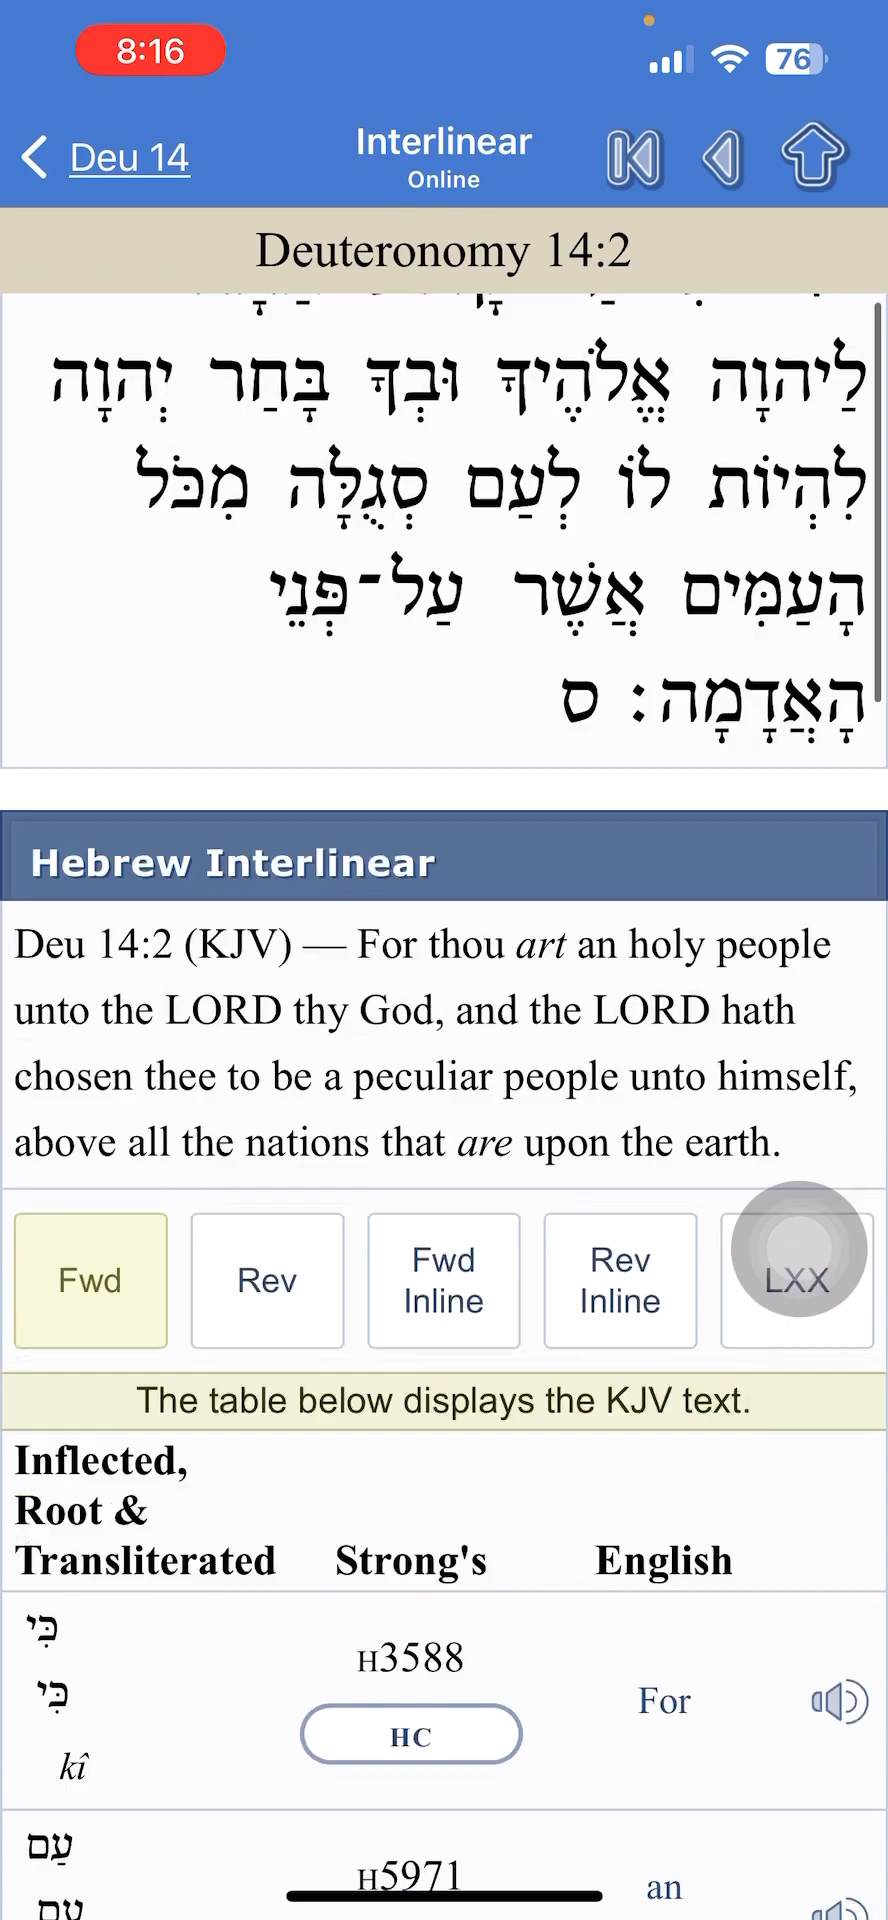 8:16
76
Deu 14
Interlinear
Online
Deuteronomy 14:2
לַיהוָה אֱלֹהֶיךָ וּבְךָ בָּחַר יְהוָה
לִהְיוֹת לוֹ לְעַם סְגֻלָּה מִכֹּל
הָעַמִּים אֲשֶׁר עַל־פְּנֵי
הָאֲדָמָה׃ ס
Hebrew Interlinear
Deu 14:2 (KJV) — For thou art an holy people
unto the LORD thy God, and the LORD hath
chosen thee to be a peculiar people unto himself,
above all the nations that are upon the earth.
Fwd
Rev
Fwd
Inline
Rev
Inline
LXX
The table below displays the KJV text.
Inflected,
Root &
Transliterated
Strong's
English
כִּי
כִּי
kî
H3588
HC
For
עַם
עם
H5971
an